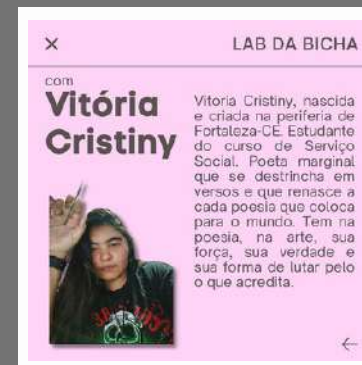 LAB DA BICHA
com
Vitória
Cristiny
Vitoria Cristiny, nascida
e criada na periferia de
Fortaleza-CE. Estudante
do curso de Serviço
Social. Poeta marginal
que se destrincha em
versos e que renasce a
cada poesia que coloca
para o mundo. Tem na
poesia, na arte, sua
força, sua verdade e
sua forma de lutar pelo
o que acredita.